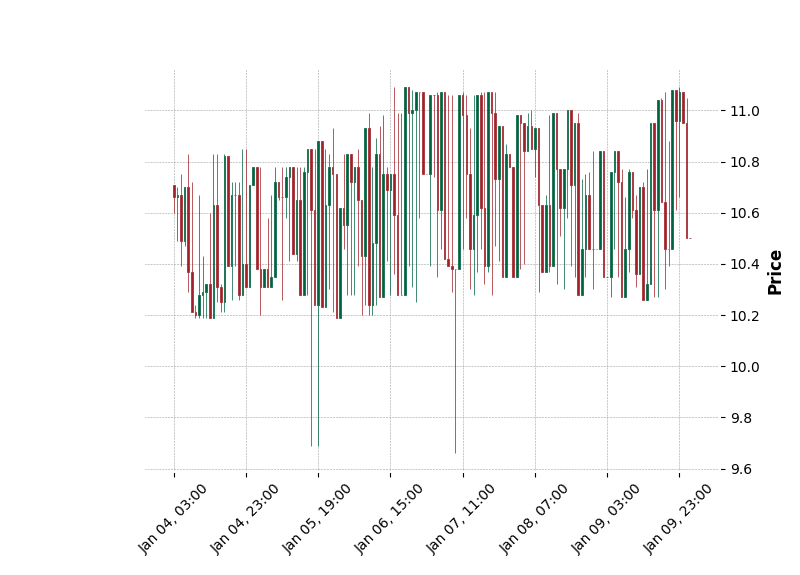 11.0
10.8
10.6
10.4
10.2
10.0
9.8
9.6
Price
Jan 04, 03:00
Jan 04, 23:00
Jan 05, 19:00
Jan 06, 15:00
Jan 07, 11:00
Jan 08, 07:00
Jan 09, 03:00
Jan 09, 23:00